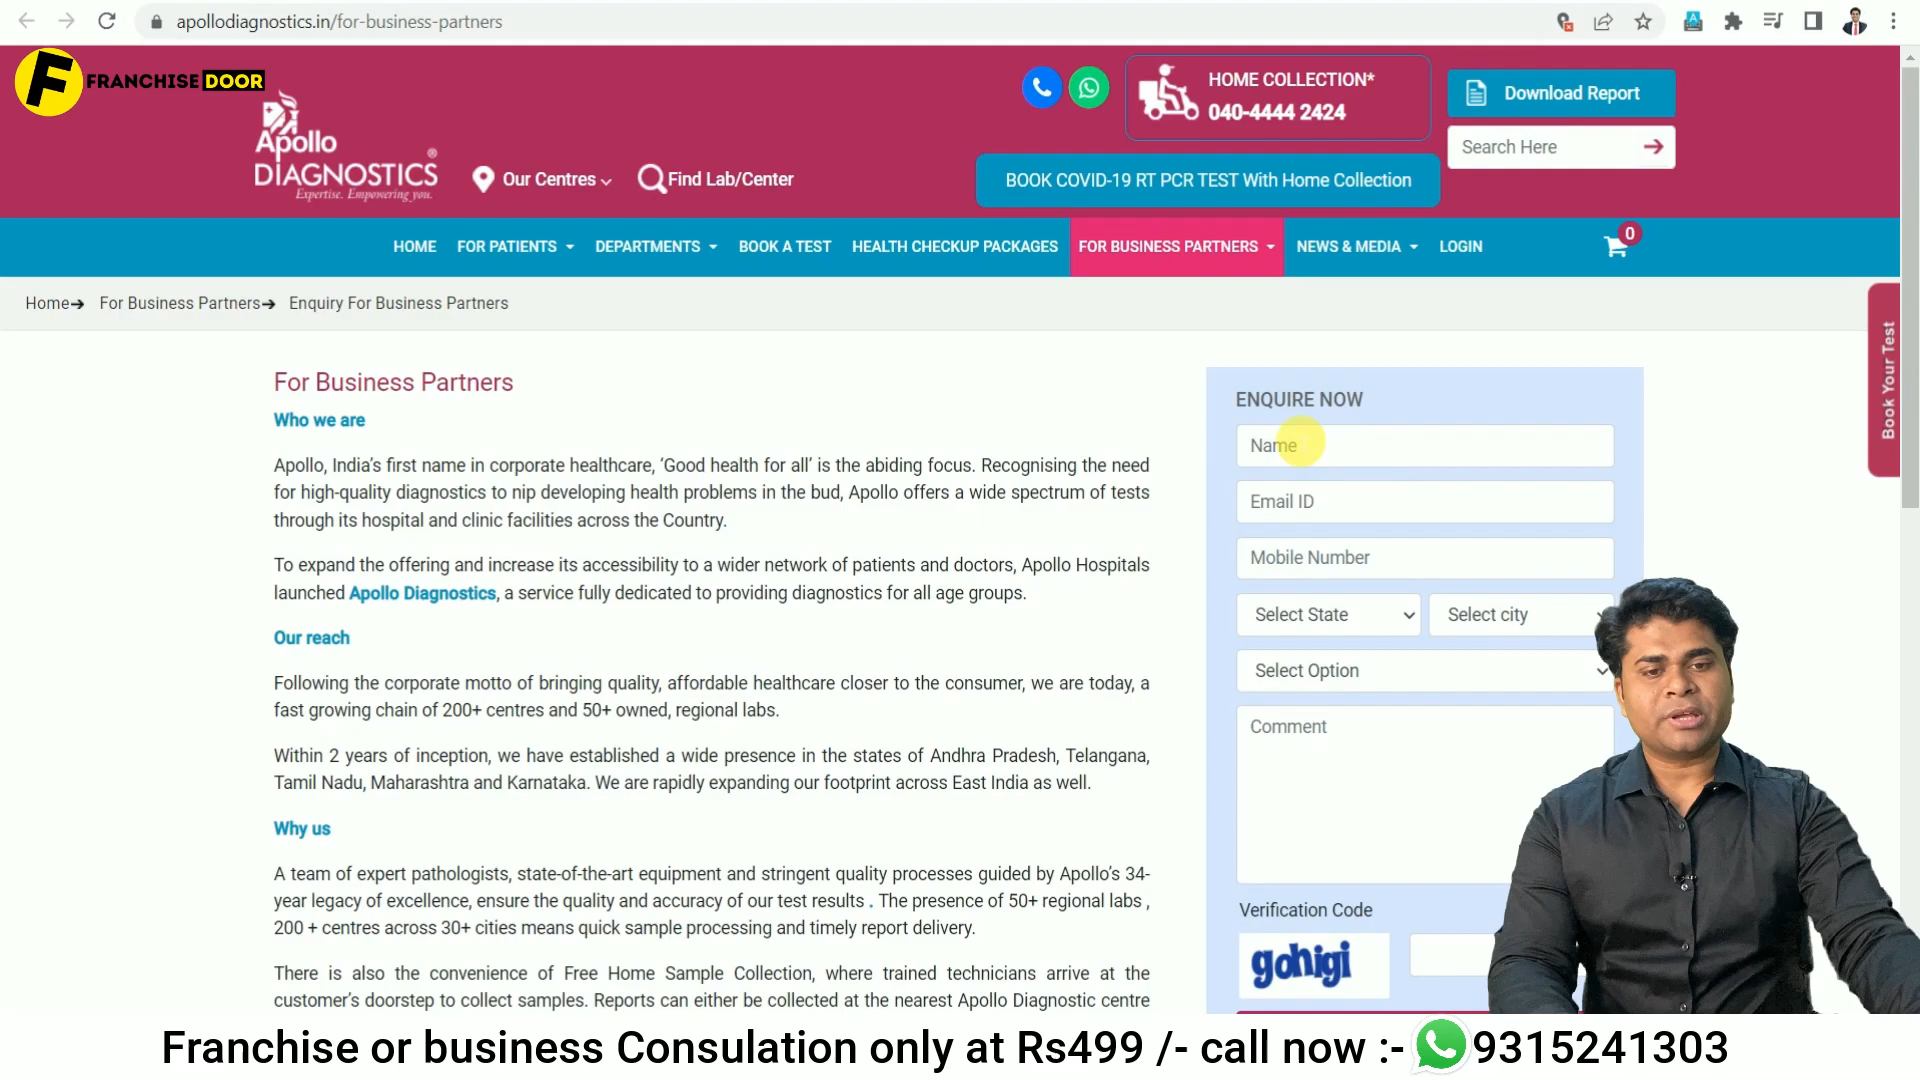 apollodiagnostics.in/for-business-partners
F FRANCHISE DOOR
HOME COLLECTION*
040-4444 2424
Download Report
Search Here
Apollo
DIAGNOSTICS®
Expertise. Empowering you.
Our Centres
Find Lab/Center
BOOK COVID-19 RT PCR TEST With Home Collection
HOME FOR PATIENTS DEPARTMENTS BOOK A TEST HEALTH CHECKUP PACKAGES FOR BUSINESS PARTNERS NEWS & MEDIA LOGIN 0
Home➔ For Business Partners➔ Enquiry For Business Partners
Book Your Test
For Business Partners
Who we are
Apollo, India’s first name in corporate healthcare, ‘Good health for all’ is the abiding focus. Recognising the need
for high-quality diagnostics to nip developing health problems in the bud, Apollo offers a wide spectrum of tests
through its hospital and clinic facilities across the Country.
To expand the offering and increase its accessibility to a wider network of patients and doctors, Apollo Hospitals
launched Apollo Diagnostics, a service fully dedicated to providing diagnostics for all age groups.
Our reach
Following the corporate motto of bringing quality, affordable healthcare closer to the consumer, we are today, a
fast growing chain of 200+ centres and 50+ owned, regional labs.
Within 2 years of inception, we have established a wide presence in the states of Andhra Pradesh, Telangana,
Tamil Nadu, Maharashtra and Karnataka. We are rapidly expanding our footprint across East India as well.
Why us
A team of expert pathologists, state-of-the-art equipment and stringent quality processes guided by Apollo’s 34-
year legacy of excellence, ensure the quality and accuracy of our test results . The presence of 50+ regional labs ,
200 + centres across 30+ cities means quick sample processing and timely report delivery.
There is also the convenience of Free Home Sample Collection, where trained technicians arrive at the
customer’s doorstep to collect samples. Reports can either be collected at the nearest Apollo Diagnostic centre
ENQUIRE NOW
Name
Email ID
Mobile Number
Select State Select city
Select Option
Comment
Verification Code
gohigi
Franchise or business Consulation only at Rs499 /- call now :- 9315241303